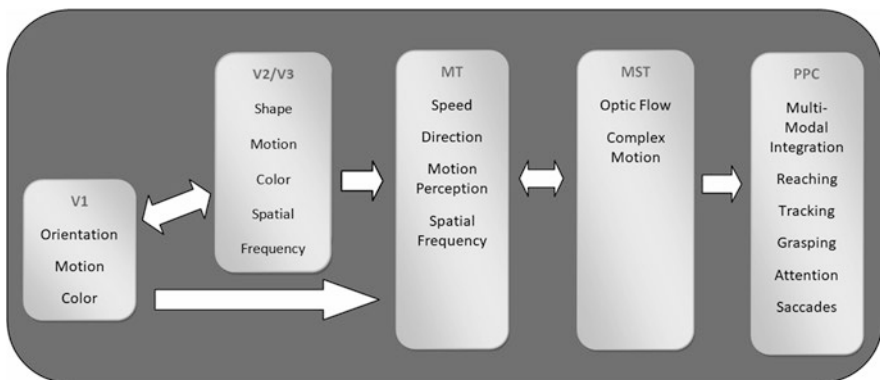 V1
Orientation
Motion
Color
V2/V3
Shape
Motion
Color
Spatial
Frequency
MT
Speed
Direction
Motion
Perception
Spatial
Frequency
MST
Optic Flow
Complex
Motion
PPC
Multi-
Modal
Integration
Reaching
Tracking
Grasping
Attention
Saccades